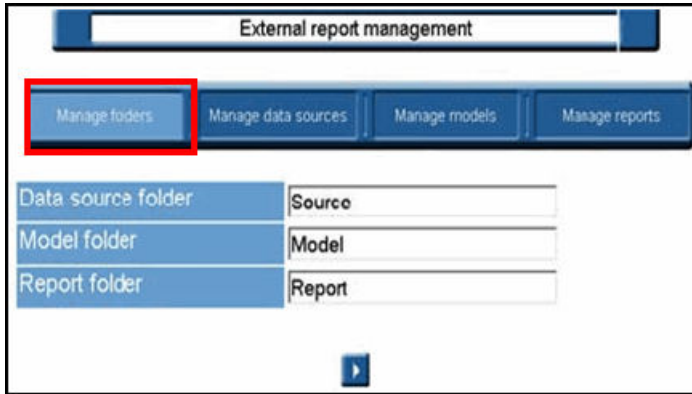 External report management
Manage foders Manage data sources Manage models Manage reports
Data source folder Source
Model folder Model
Report folder Report